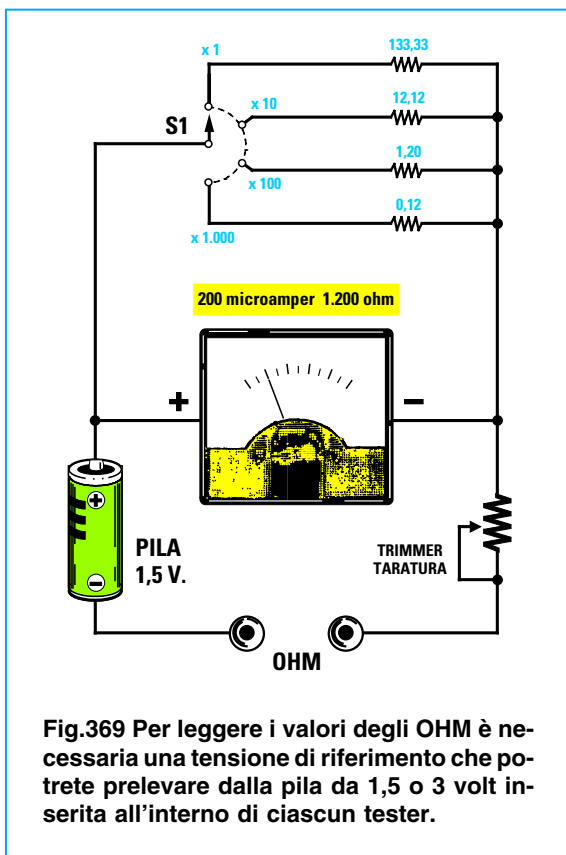 x 1
133,33
S1
x 10
12,12
x 100
1,20
x 1.000
0,12
200 microamper 1.200 ohm
+
−
+
−
PILA
1,5 V.
TRIMMER
TARATURA
OHM
Fig.369 Per leggere i valori degli OHM è ne-
cessaria una tensione di riferimento che po-
trete prelevare dalla pila da 1,5 o 3 volt in-
serita all'interno di ciascun tester.